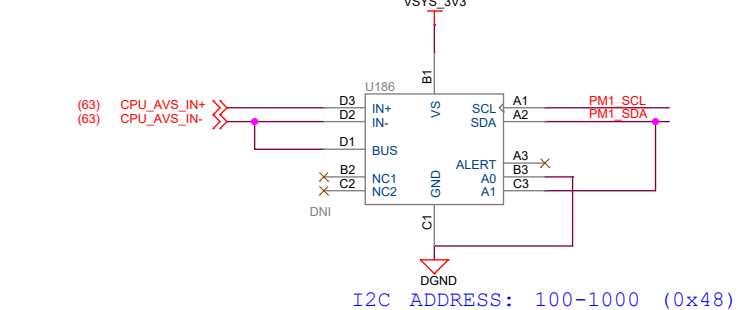 VSYS_3V3
B1
U186
(63) CPU_AVS_IN+ D3 IN+ VS SCL A1 PM1_SCL
(63) CPU_AVS_IN- D2 IN- SDA A2 PM1_SDA
D1 BUS
ALERT A3
B2 NC1 A0 B3
C2 NC2 GND A1 C3
DNI
C1
DGND
I2C ADDRESS: 100-1000 (0x48)